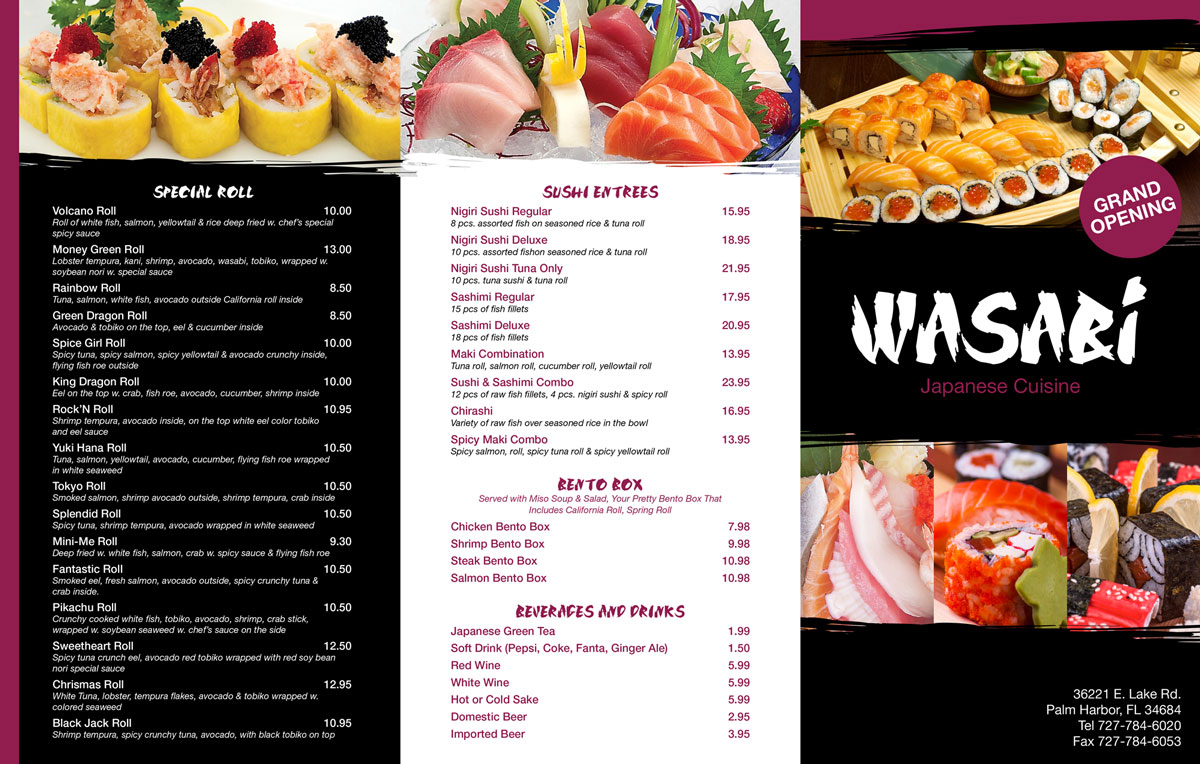 SPECIAL ROLL
Volcano Roll 10.00
Roll of white fish, salmon, yellowtail & rice deep fried w. chef's special
spicy sauce
Money Green Roll 13.00
Lobster tempura, kani, shrimp, avocado, wasabi, tobiko, wrapped w.
soybean nori w. special sauce
Rainbow Roll 8.50
Tuna, salmon, white fish, avocado outside California roll inside
Green Dragon Roll 8.50
Avocado & tobiko on the top, eel & cucumber inside
Spice Girl Roll 10.00
Spicy tuna, spicy salmon, spicy yellowtail & avocado crunchy inside,
flying fish roe outside
King Dragon Roll 10.00
Eel on the top w. crab, fish roe, avocado, cucumber, shrimp inside
Rock'N Roll 10.95
Shrimp tempura, avocado inside, on the top white eel color tobiko
and eel sauce
Yuki Hana Roll 10.50
Tuna, salmon, yellowtail, avocado, cucumber, flying fish roe wrapped
in white seaweed
Tokyo Roll 10.50
Smoked salmon, shrimp avocado outside, shrimp tempura, crab inside
Splendid Roll 10.50
Spicy tuna, shrimp tempura, avocado wrapped in white seaweed
Mini-Me Roll 9.30
Deep fried w. white fish, salmon, crab w. spicy sauce & flying fish roe
Fantastic Roll 10.50
Smoked eel, fresh salmon, avocado outside, spicy crunchy tuna &
crab inside.
Pikachu Roll 10.50
Crunchy cooked white fish, tobiko, avocado, shrimp, crab stick,
wrapped w. soybean seaweed w. chef's sauce on the side
Sweetheart Roll 12.50
Spicy tuna crunch eel, avocado red tobiko wrapped with red soy bean
nori special sauce
Chrismas Roll 12.95
White Tuna, lobster, tempura flakes, avocado & tobiko wrapped w.
colored seaweed
Black Jack Roll 10.95
Shrimp tempura, spicy crunchy tuna, avocado, with black tobiko on top
SUSHI ENTREES
Nigiri Sushi Regular 15.95
8 pcs. assorted fish on seasoned rice & tuna roll
Nigiri Sushi Deluxe 18.95
10 pcs. assorted fishon seasoned rice & tuna roll
Nigiri Sushi Tuna Only 21.95
10 pcs. tuna sushi & tuna roll
Sashimi Regular 17.95
15 pcs of fish fillets
Sashimi Deluxe 20.95
18 pcs of fish fillets
Maki Combination 13.95
Tuna roll, salmon roll, cucumber roll, yellowtail roll
Sushi & Sashimi Combo 23.95
12 pcs of raw fish fillets, 4 pcs. nigiri sushi & spicy roll
Chirashi 16.95
Variety of raw fish over seasoned rice in the bowl
Spicy Maki Combo 13.95
Spicy salmon, roll, spicy tuna roll & spicy yellowtail roll
BENTO BOX
Served with Miso Soup & Salad, Your Pretty Bento Box That
Includes California Roll, Spring Roll
Chicken Bento Box 7.98
Shrimp Bento Box 9.98
Steak Bento Box 10.98
Salmon Bento Box 10.98
BEVERADES AND DRINKS
Japanese Green Tea 1.99
Soft Drink (Pepsi, Coke, Fanta, Ginger Ale) 1.50
Red Wine 5.99
White Wine 5.99
Hot or Cold Sake 5.99
Domestic Beer 2.95
Imported Beer 3.95
GRAND
OPENING
WASABi
Japanese Cuisine
36221 E. Lake Rd.
Palm Harbor, FL 34684
Tel 727-784-6020
Fax 727-784-6053